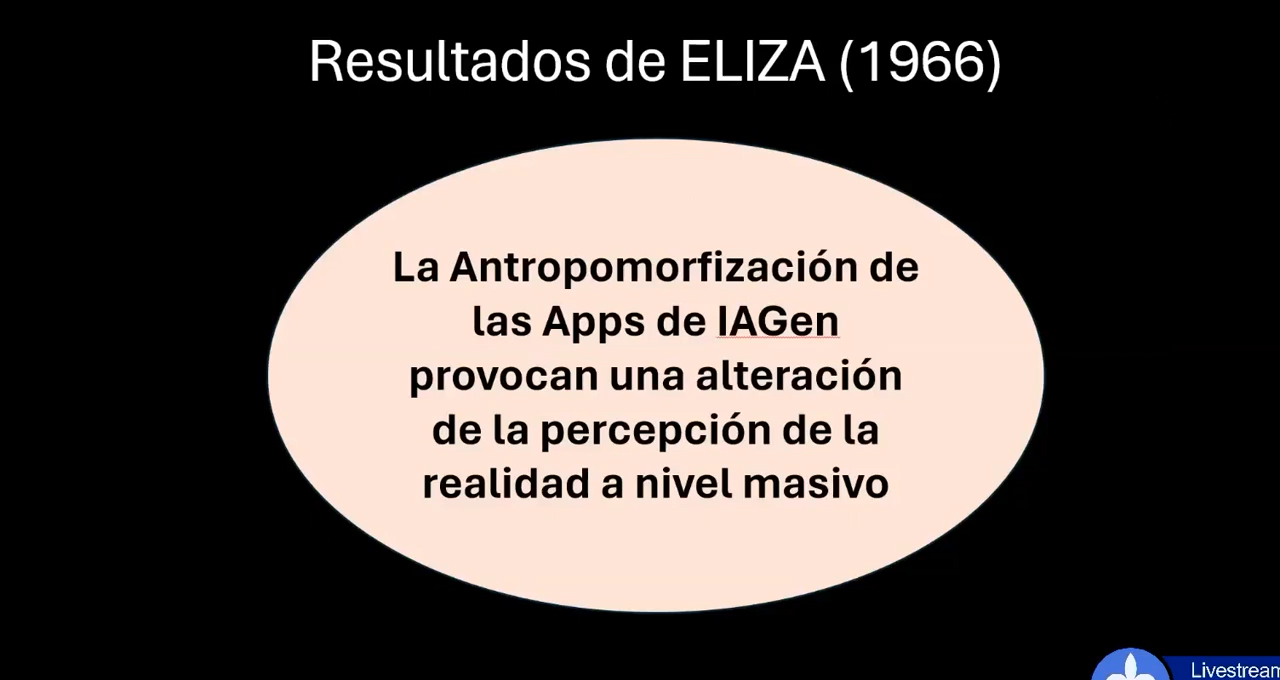 Resultados de ELIZA (1966)
La Antropomorfización de
las Apps de IAGen
provocan una alteración
de la percepción de la
realidad a nivel masivo
Livestream